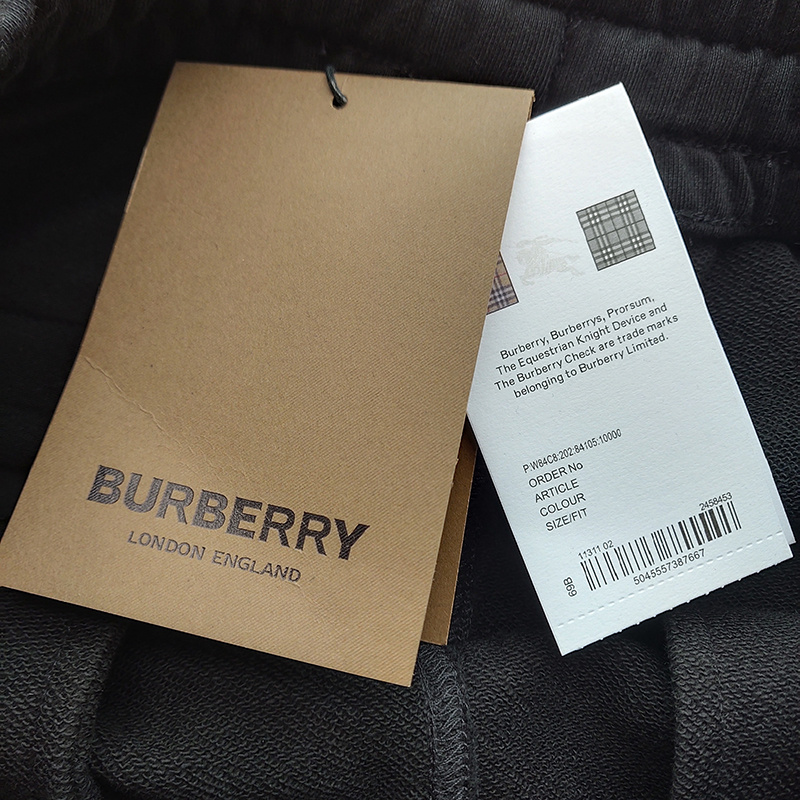 BURBERRY
LONDON ENGLAND
Burberry, Burberrys, Prorsum,
The Equestrian Knight Device and
The Burberry Check are trade marks
belonging to Burberry Limited.
P:W84C8:202:84105:10000
ORDER No
ARTICLE
COLOUR
SIZE/FIT
2458453
11311 02
69B
5045557387667